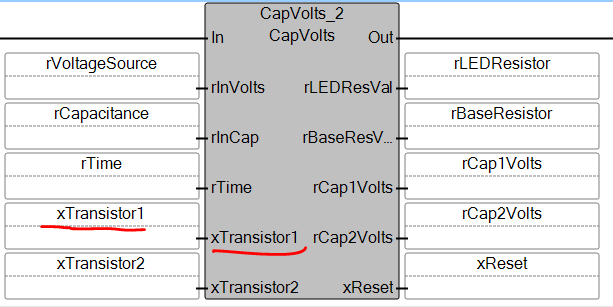 CapVolts_2
In CapVolts Out
rVoltageSource rLEDResistor
rInVolts rLEDResVal
rCapacitance rBaseResistor
rInCap rBaseResV...
rTime rCap1Volts
rTime rCap1Volts
xTransistor1 rCap2Volts
xTransistor1 rCap2Volts
xTransistor2 xReset
xTransistor2 xReset